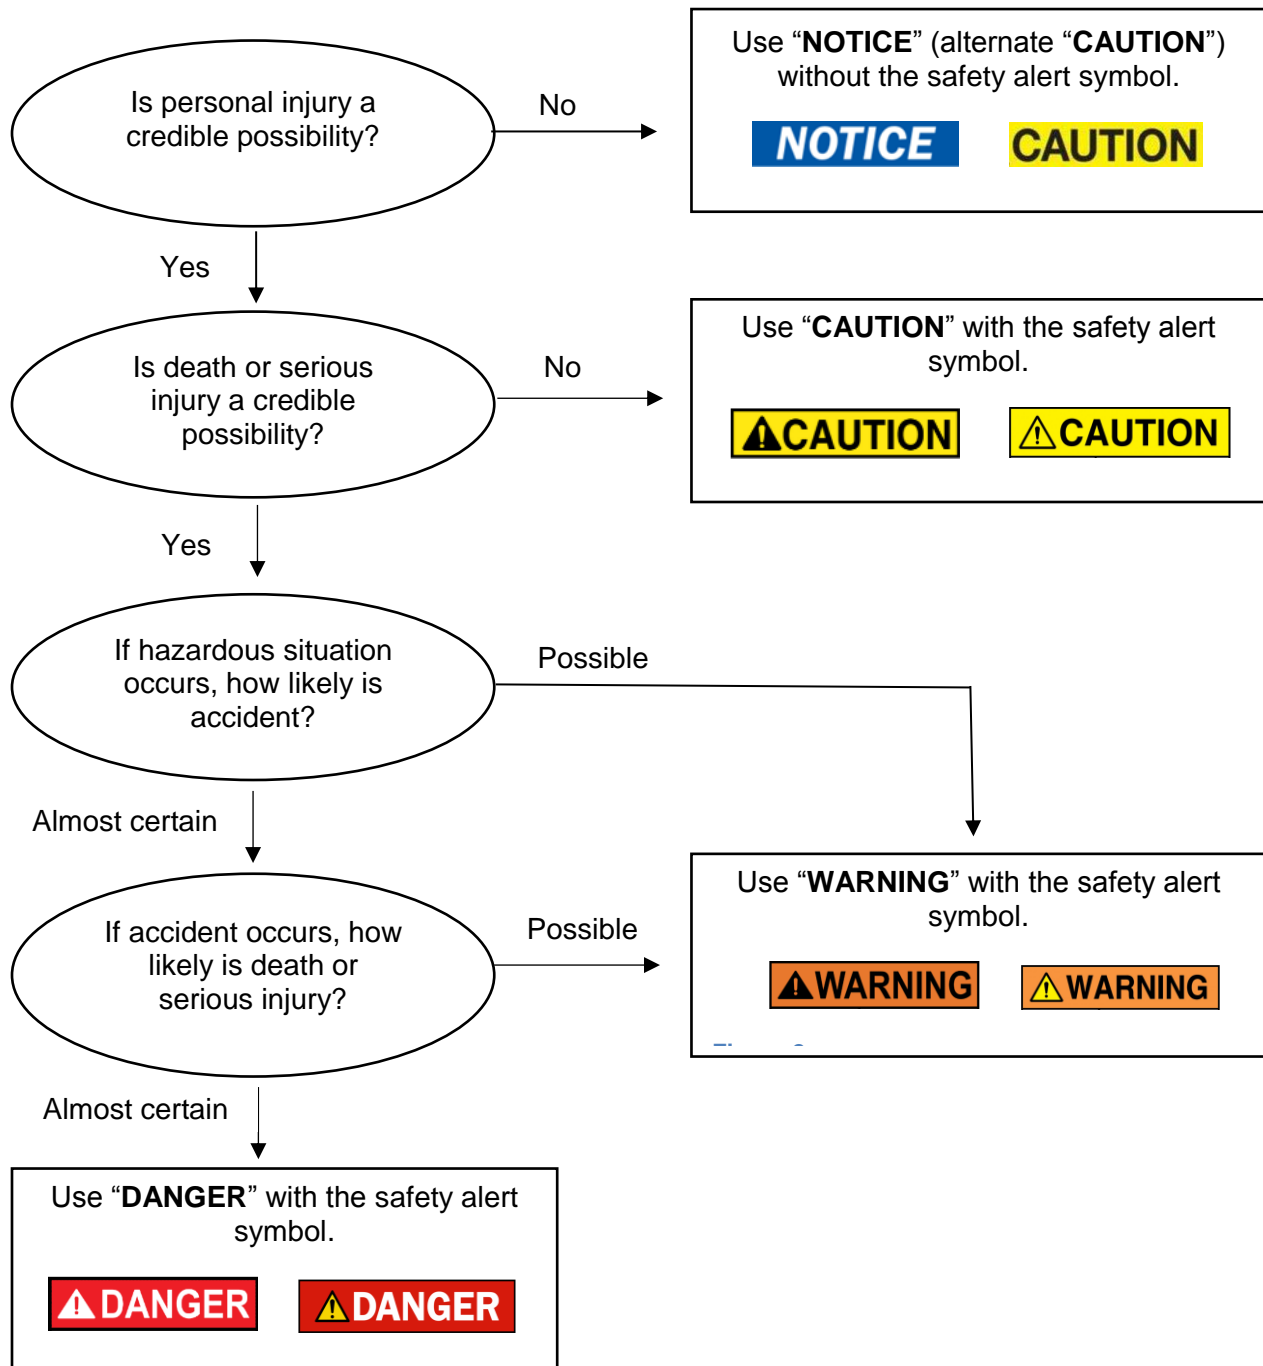 Is personal injury a
credible possibility?
No
Use “NOTICE” (alternate “CAUTION”)
without the safety alert symbol.
NOTICE
CAUTION
Yes
Is death or serious
injury a credible
possibility?
No
Use “CAUTION” with the safety alert
symbol.
CAUTION
CAUTION
Yes
If hazardous situation
occurs, how likely is
accident?
Possible
Almost certain
If accident occurs, how
likely is death or
serious injury?
Possible
Use “WARNING” with the safety alert
symbol.
WARNING
WARNING
Almost certain
Use “DANGER” with the safety alert
symbol.
DANGER
DANGER